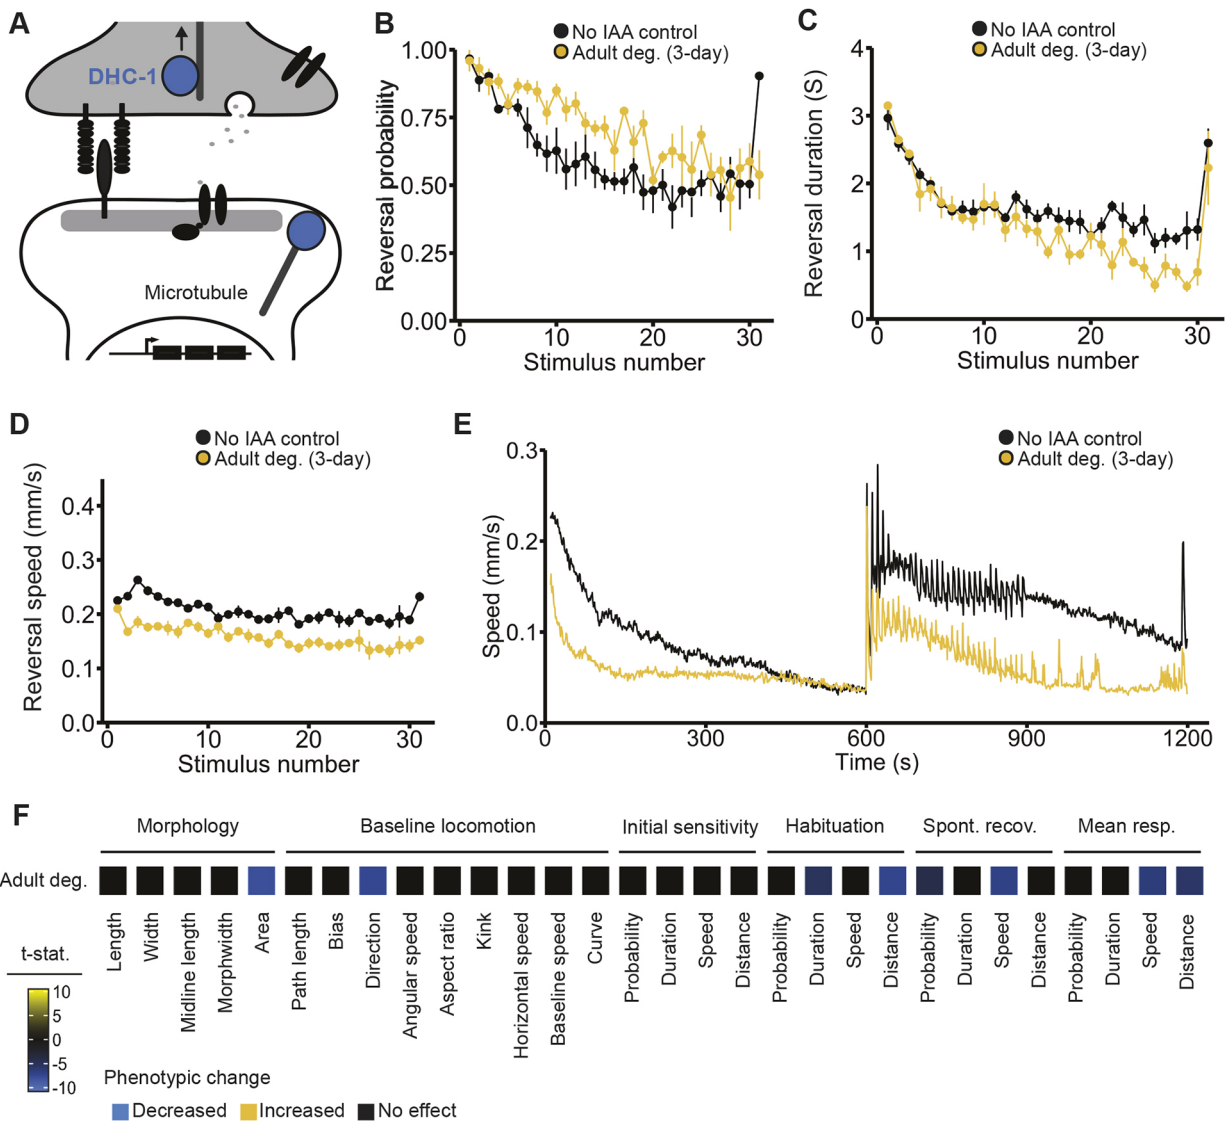 A
DHC-1
Microtubule
B
No IAA control
Adult deg. (3-day)
Reversal probability
1.00
0.75
0.50
0.25
0.00
0
10
20
30
Stimulus number
C
No IAA control
Adult deg. (3-day)
Reversal duration (S)
4
3
2
1
0
0
10
20
30
Stimulus number
D
No IAA control
Adult deg. (3-day)
Reversal speed (mm/s)
0.4
0.3
0.2
0.1
0.0
0
10
20
30
Stimulus number
E
No IAA control
Adult deg. (3-day)
Speed (mm/s)
0.3
0.2
0.1
0.0
0
300
600
900
1200
Time (s)
F
Morphology
Baseline locomotion
Initial sensitivity
Habituation
Spont. recov.
Mean resp.
Adult deg.
Length
Width
Midline length
Morphwidth
Area
Path length
Bias
Direction
Angular speed
Aspect ratio
Kink
Horizontal speed
Baseline speed
Curve
Probability
Duration
Speed
Distance
Probability
Duration
Speed
Distance
Probability
Duration
Speed
Distance
Probability
Duration
Speed
Distance
t-stat.
10
5
0
-5
-10
Phenotypic change
Decreased
Increased
No effect